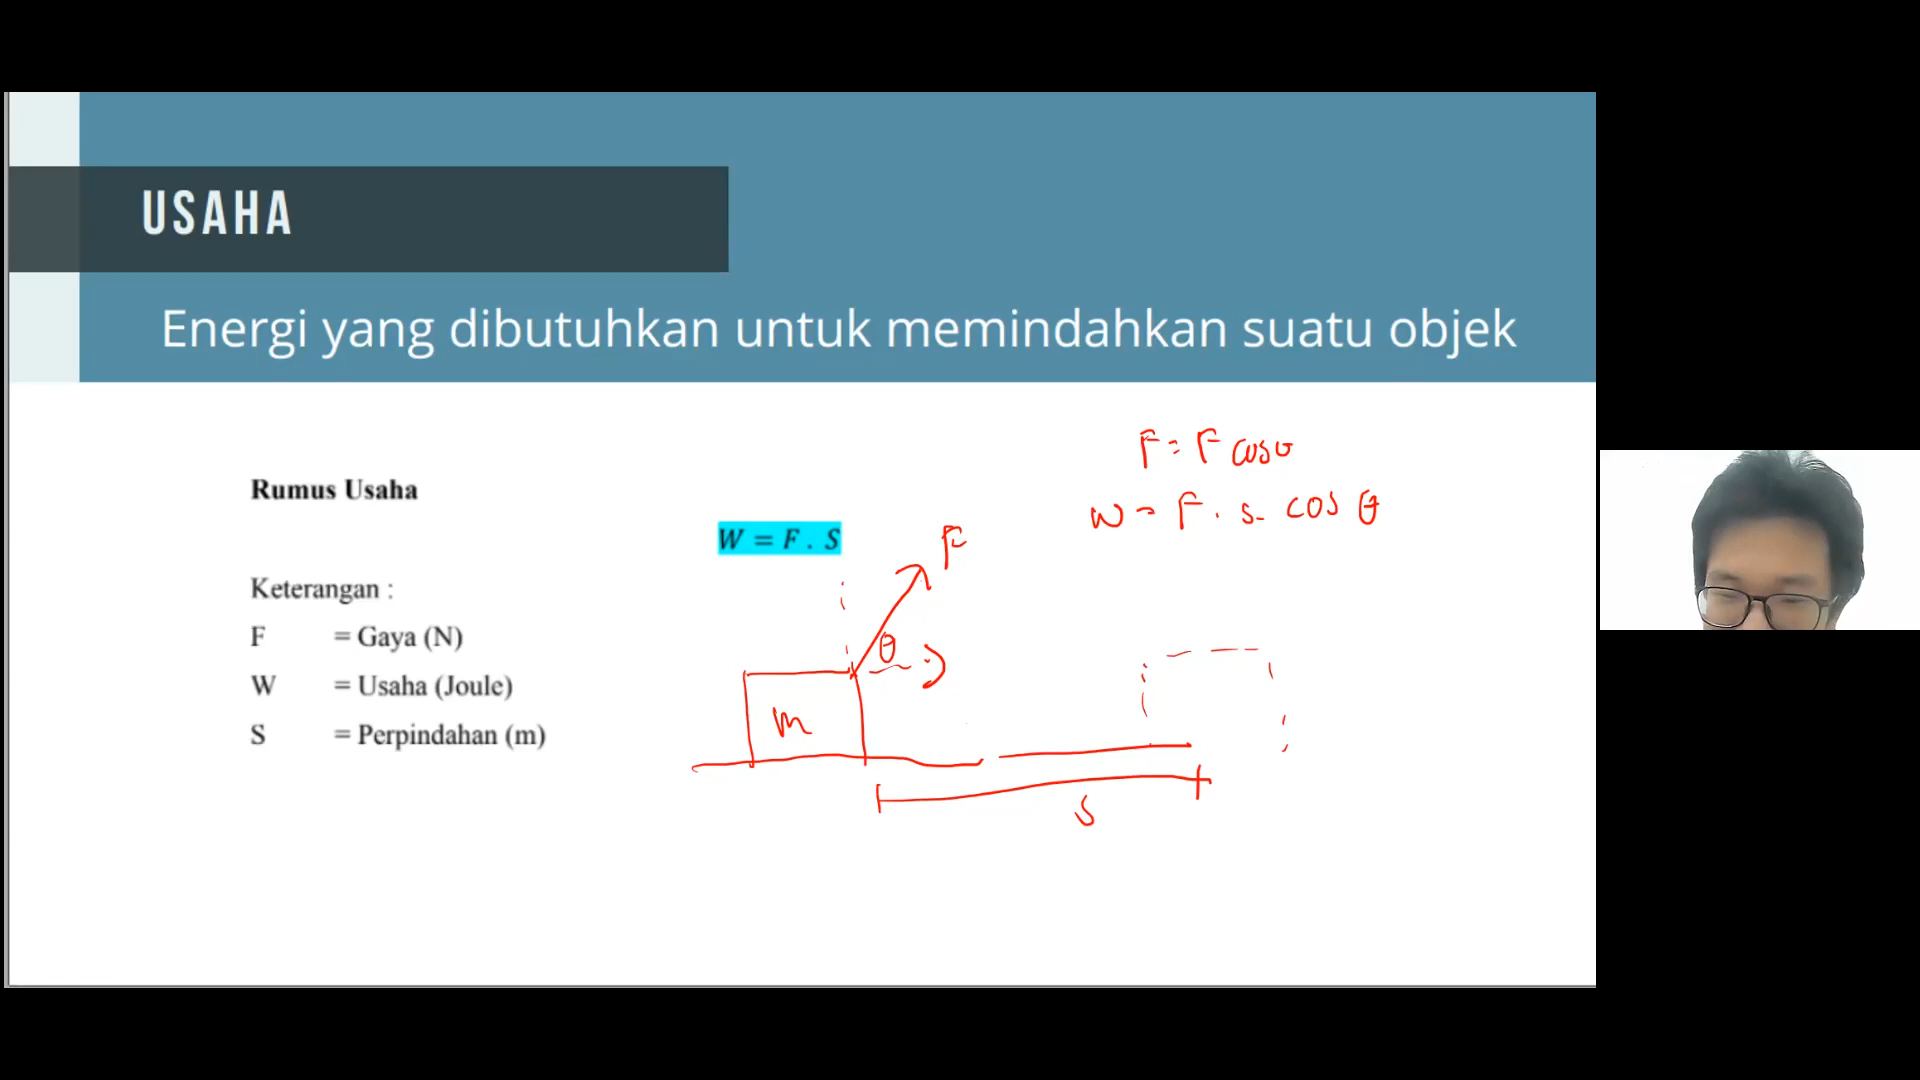 USAHA
Energi yang dibutuhkan untuk memindahkan suatu objek
F = F cos θ
Rumus Usaha
W = F . s. cos θ
W = F . S
F
Keterangan :
F = Gaya (N)
θ
W = Usaha (Joule)
m
S = Perpindahan (m)
s